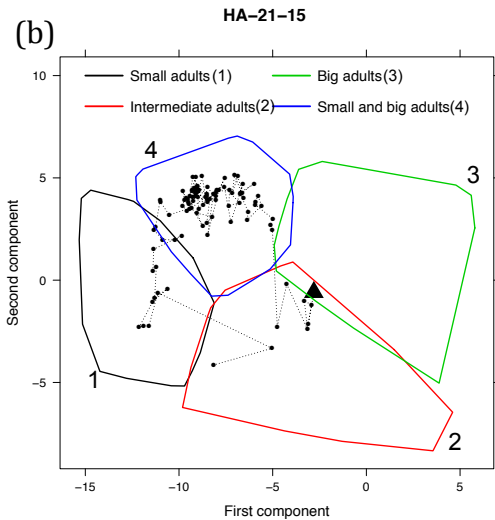 HA−21−15
(b)
Small adults(1)
Big adults(3)
Intermediate adults(2)
Small and big adults(4)
10
5
0
−5
4
3
1
2
−15
−10
−5
0
5
Second component
First component